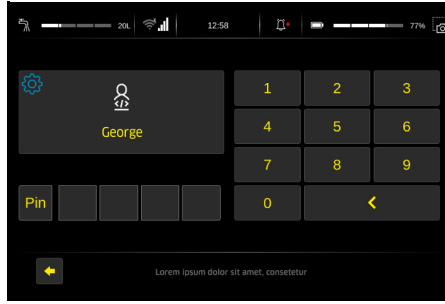 20L 12:58 77%
</>
George
1 2 3
4 5 6
7 8 9
Pin 0
Lorem ipsum dolor sit amet, consetetur